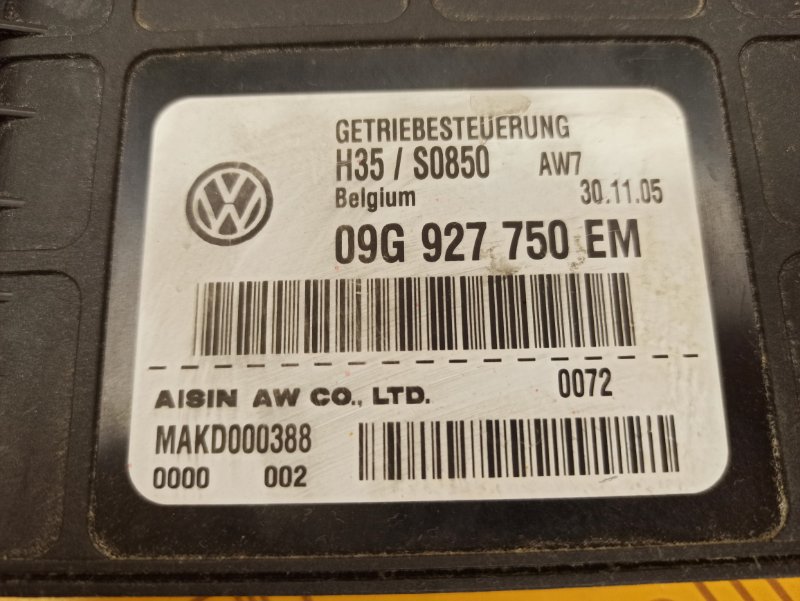 GETRIEBESTEUERUNG
H35 / S0850 AW7
Belgium 30.11.05
09G 927 750 EM
AISIN AW CO., LTD. 0072
MAKD000388
0000 002